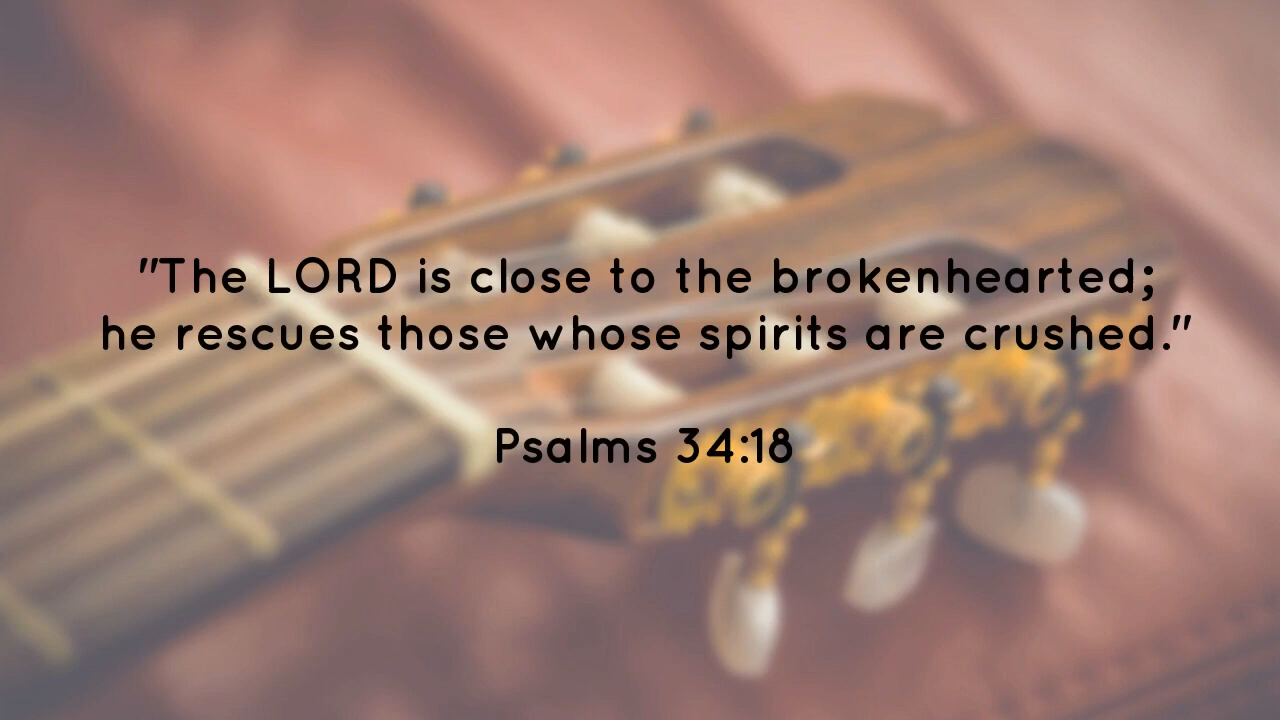 "The LORD is close to the brokenhearted;
he rescues those whose spirits are crushed."
Psalms 34:18